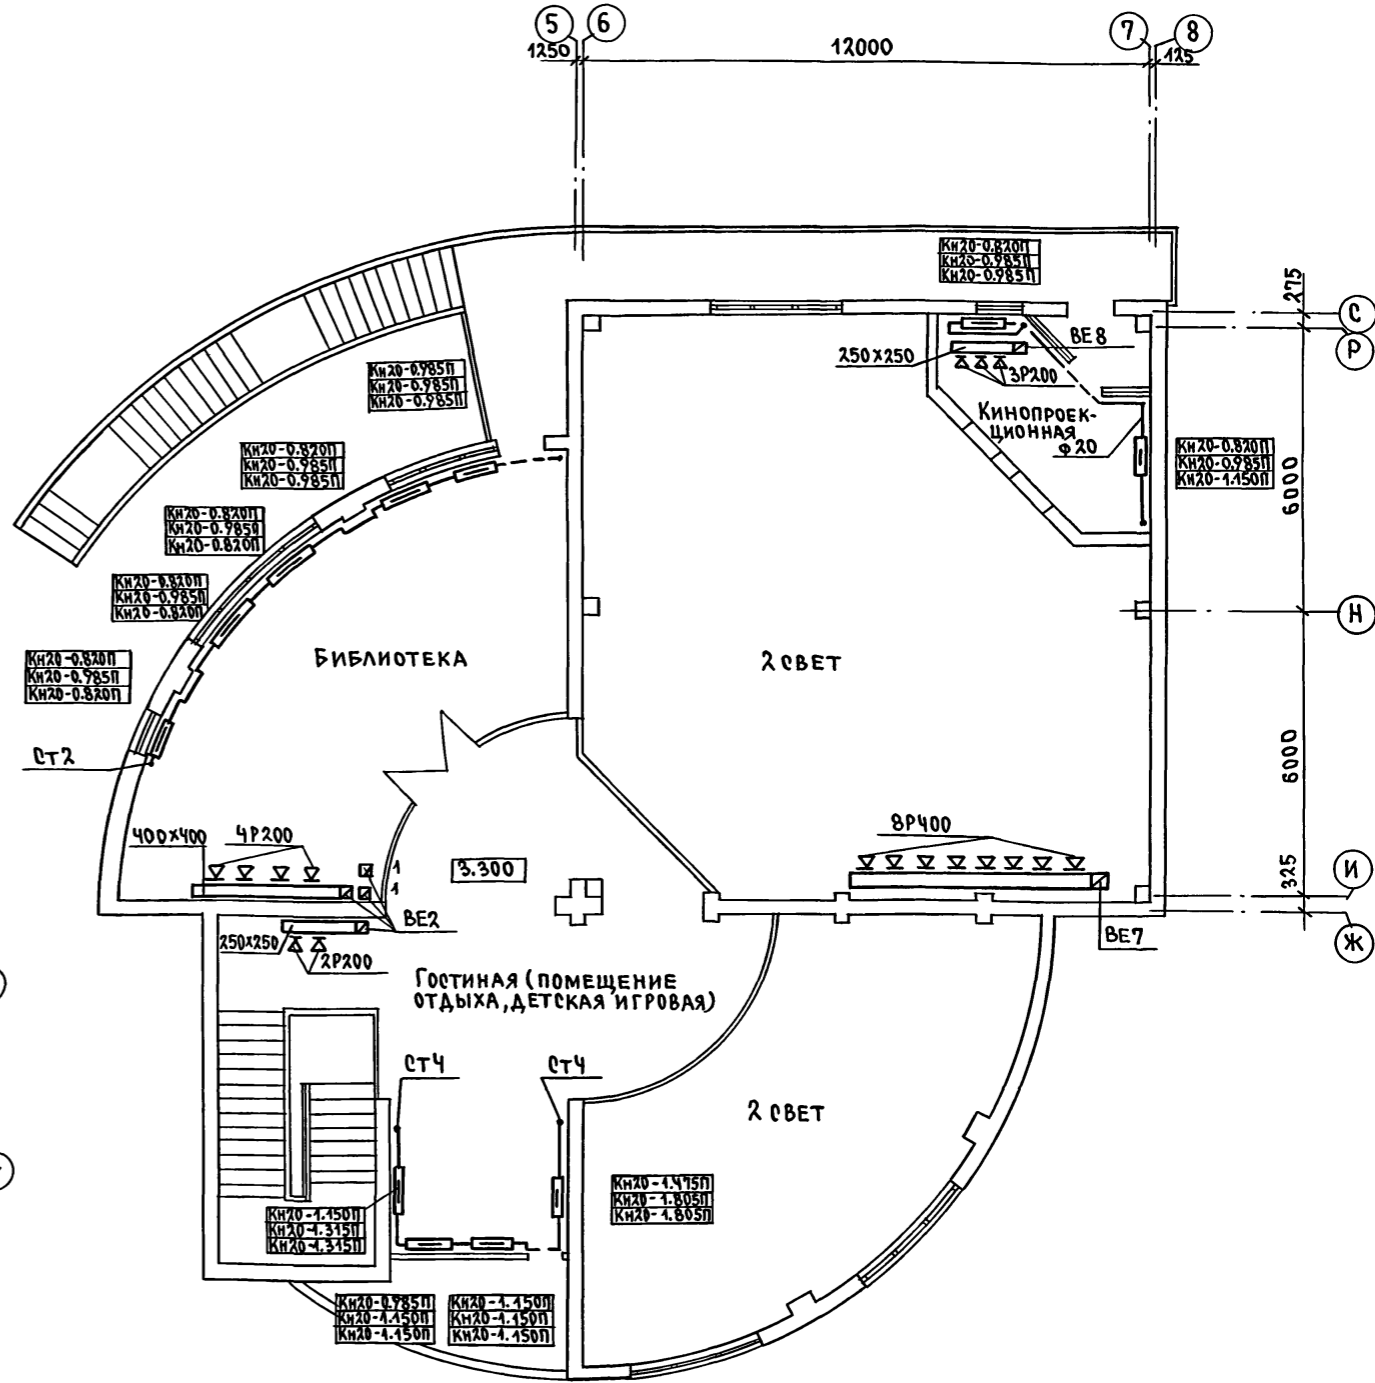 5 6 7 8
1250 12000 125
Кн20-0.820П
Кн20-0.985П
Кн20-0.985П
275
С
Р
ВЕ8
250х250
3Р200
Кн20-0.985П
Кн20-0.985П
Кн20-0.985П
Кинопроек-
ционная
ф20
Кн20-0.820П
Кн20-0.985П
Кн20-0.985П
Кн20-0.820П
Кн20-0.985П
Кн20-1.150П
6000
Кн20-0.820П
Кн20-0.985П
Кн20-0.820П
Кн20-0.820П
Кн20-0.985П
Кн20-0.820П
Н
Кн20-0.820П
Кн20-0.985П
Кн20-0.820П
Библиотека
2 свет
Ст2
6000
400х400 4Р200
8Р400
1
1
3.300
325
И
ВЕ2
250х250
2Р200
ВЕ7
Ж
Гостиная (помещение
отдыха, детская игровая)
Ст4 Ст4
2 свет
Кн20-1.475П
Кн20-1.805П
Кн20-1.805П
Кн20-1.150П
Кн20-1.315П
Кн20-1.315П
Кн20-0.985П
Кн20-1.150П
Кн20-1.150П
Кн20-1.150П
Кн20-1.150П
Кн20-1.150П